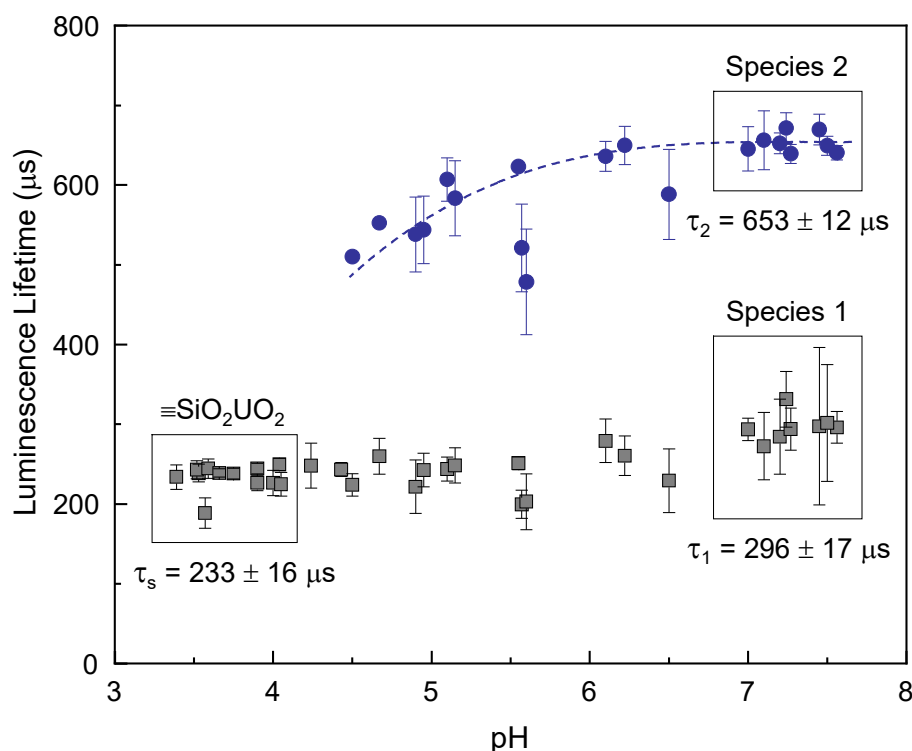 800
600
400
200
0
3
4
5
6
7
8
Luminescence Lifetime (μs)
pH
Species 2
τ₂ = 653 ± 12 μs
Species 1
τ₁ = 296 ± 17 μs
≡SiO₂UO₂
τₛ = 233 ± 16 μs